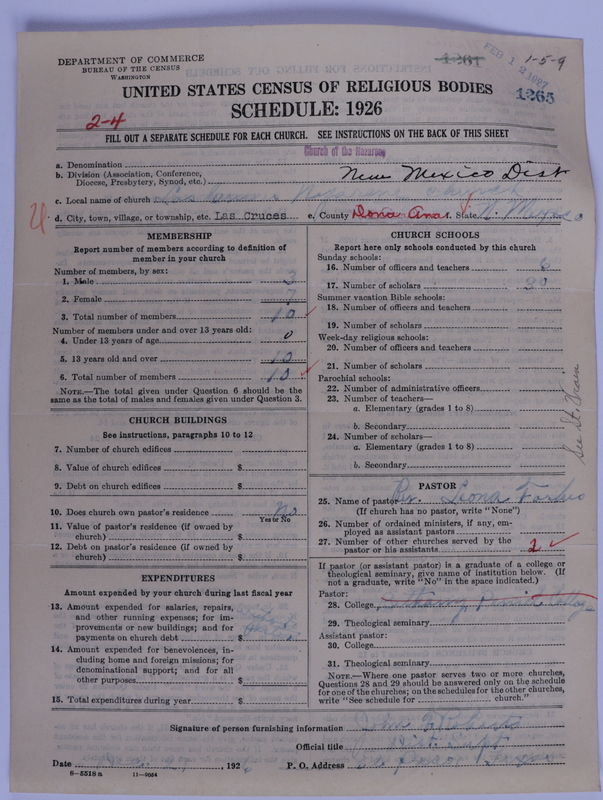 DEPARTMENT OF COMMERCE
BUREAU OF THE CENSUS
WASHINGTON
1264
FEB 12 1927
1-5-9
1265
UNITED STATES CENSUS OF RELIGIOUS BODIES
SCHEDULE: 1926
2-4
FILL OUT A SEPARATE SCHEDULE FOR EACH CHURCH. SEE INSTRUCTIONS ON THE BACK OF THIS SHEET
Church of the Nazarene
a. Denomination
b. Division (Association, Conference, Diocese, Presbytery, Synod, etc.) New Mexico Dist
c. Local name of church
d. City, town, village, or township, etc. Las Cruces e. County Dona Ana f. State N. Mexico
MEMBERSHIP
Report number of members according to definition of member in your church
Number of members, by sex:
1. Male 3
2. Female 7
3. Total number of members 10
Number of members under and over 13 years old:
4. Under 13 years of age 0
5. 13 years old and over 10
6. Total number of members 10
NOTE.—The total given under Question 6 should be the same as the total of males and females given under Question 3.
CHURCH BUILDINGS
See instructions, paragraphs 10 to 12
7. Number of church edifices
8. Value of church edifices $
9. Debt on church edifices $
10. Does church own pastor's residence No
Yes or No
11. Value of pastor's residence (if owned by church) $
12. Debt on pastor's residence (if owned by church) $
EXPENDITURES
Amount expended by your church during last fiscal year
13. Amount expended for salaries, repairs, and other running expenses; for improvements or new buildings; and for payments on church debt $
14. Amount expended for benevolences, including home and foreign missions; for denominational support; and for all other purposes $
15. Total expenditures during year $
CHURCH SCHOOLS
Report here only schools conducted by this church
Sunday schools:
16. Number of officers and teachers
17. Number of scholars
Summer vacation Bible schools:
18. Number of officers and teachers
19. Number of scholars
Week-day religious schools:
20. Number of officers and teachers
21. Number of scholars
Parochial schools:
22. Number of administrative officers
23. Number of teachers—
a. Elementary (grades 1 to 8)
b. Secondary
24. Number of scholars—
a. Elementary (grades 1 to 8)
b. Secondary
PASTOR
25. Name of pastor Leona
(If church has no pastor, write "None")
26. Number of ordained ministers, if any, employed as assistant pastors
27. Number of other churches served by the pastor or his assistants 2
If pastor (or assistant pastor) is a graduate of a college or theological seminary, give name of institution below. (If not a graduate, write "No" in the space indicated.)
Pastor:
28. College
29. Theological seminary
Assistant pastor:
30. College
31. Theological seminary
NOTE.—Where one pastor serves two or more churches, Questions 28 and 29 should be answered only on the schedule for one of the churches; on the schedules for the other churches, write "See schedule for church."
Signature of person furnishing information
Official title Dist Supt
Date 192
P. O. Address
8—5518 a 11—9064